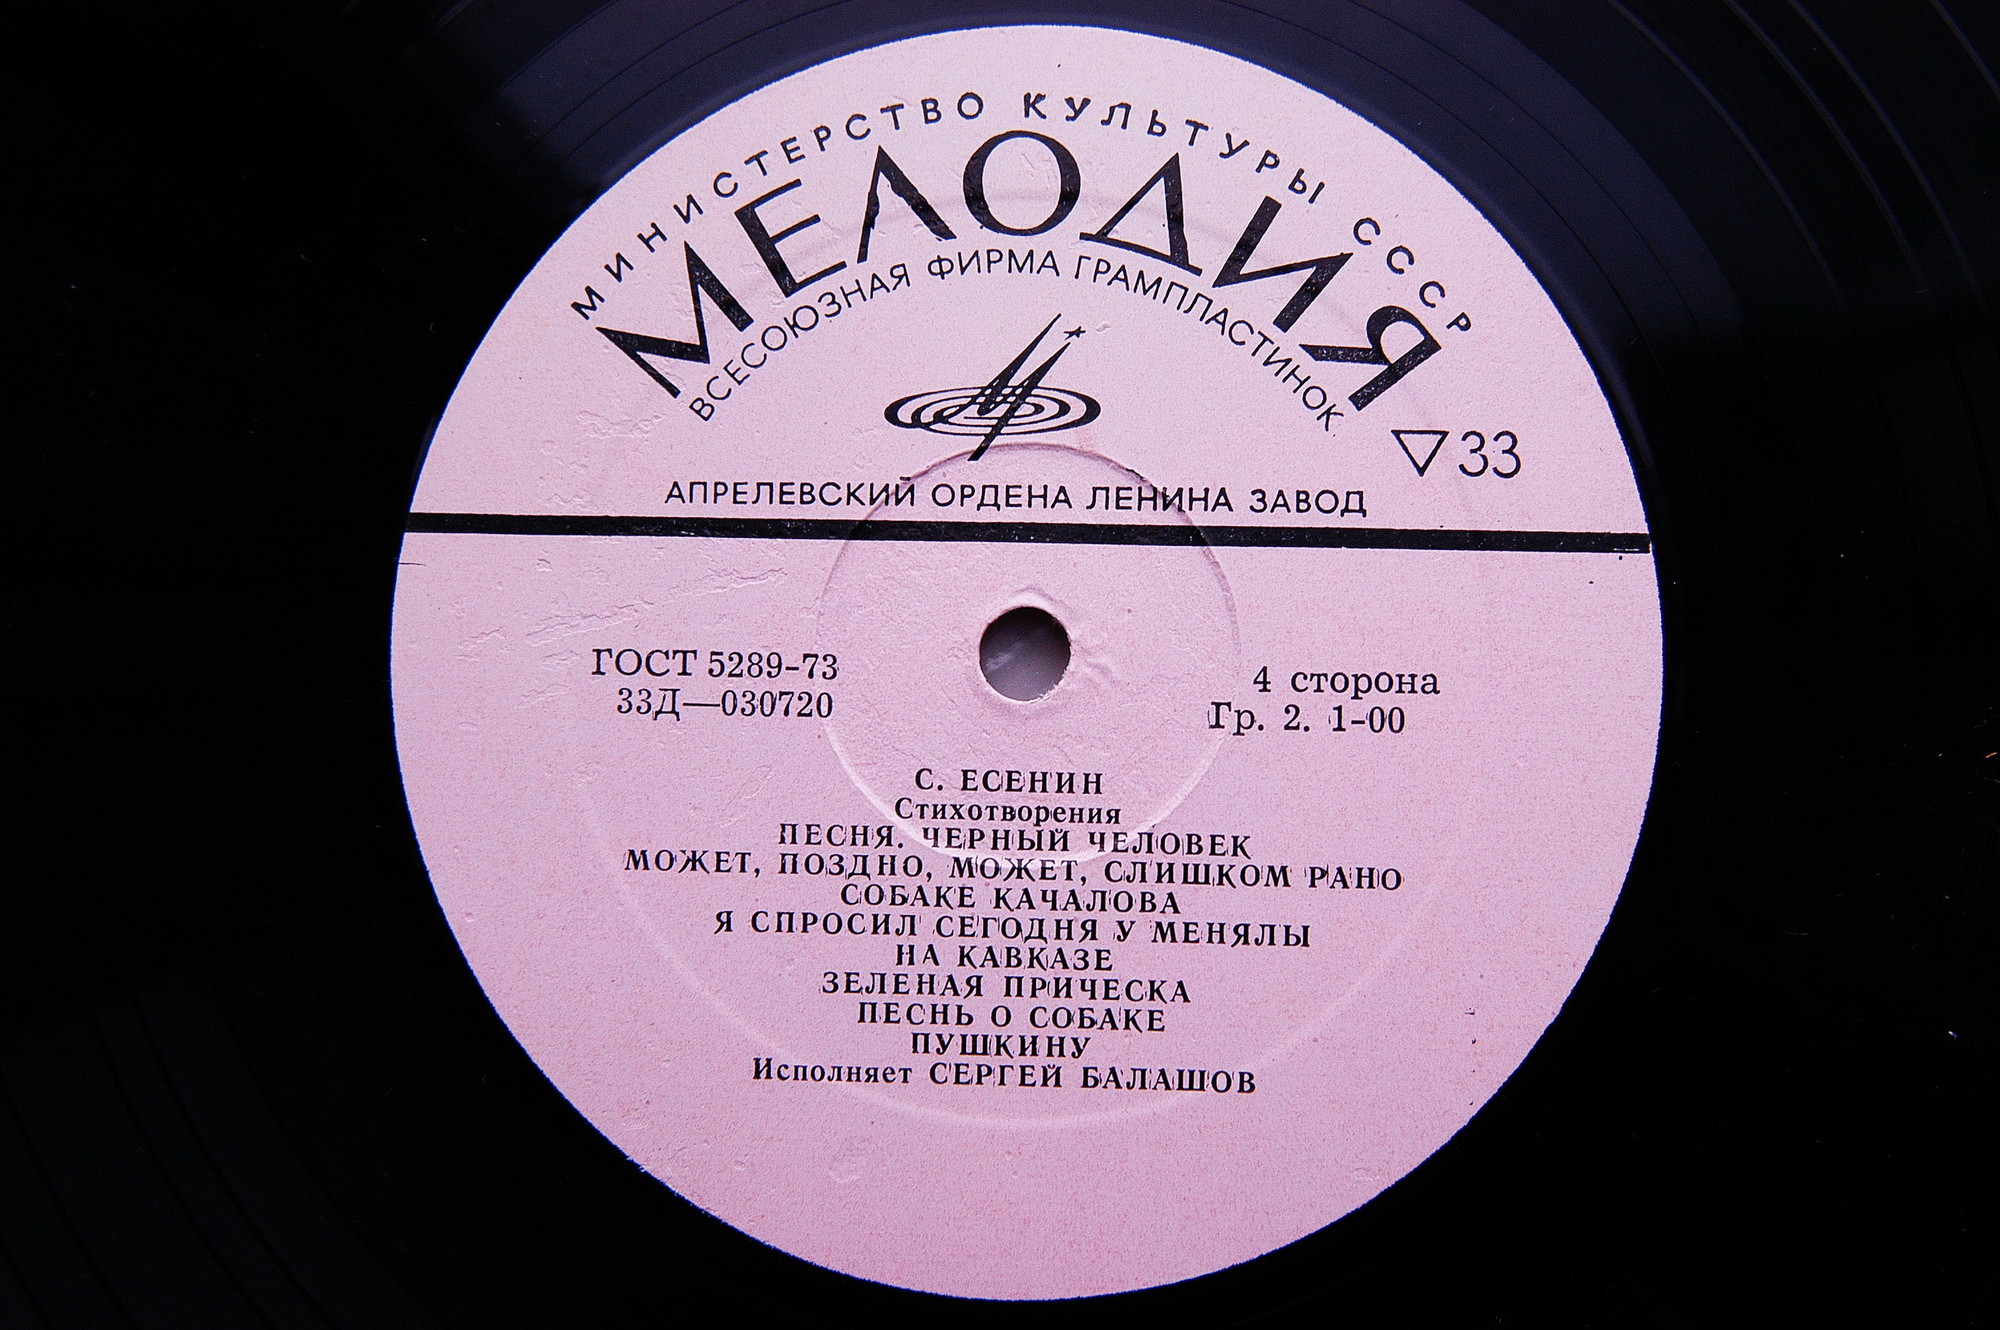 МИНИСТЕРСТВО КУЛЬТУРЫ СССР
МЕЛОДИЯ
ВСЕСОЮЗНАЯ ФИРМА ГРАМПЛАСТИНОК
▽33
АПРЕЛЕВСКИЙ ОРДЕНА ЛЕНИНА ЗАВОД
ГОСТ 5289-73
33Д—030720
4 сторона
Гр. 2. 1-00
С. ЕСЕНИН
Стихотворения
ПЕСНЯ. ЧЕРНЫЙ ЧЕЛОВЕК
МОЖЕТ, ПОЗДНО, МОЖЕТ, СЛИШКОМ РАНО
СОБАКЕ КАЧАЛОВА
Я СПРОСИЛ СЕГОДНЯ У МЕНЯЛЫ
НА КАВКАЗЕ
ЗЕЛЕНАЯ ПРИЧЕСКА
ПЕСНЬ О СОБАКЕ
ПУШКИНУ
Исполняет СЕРГЕЙ БАЛАШОВ